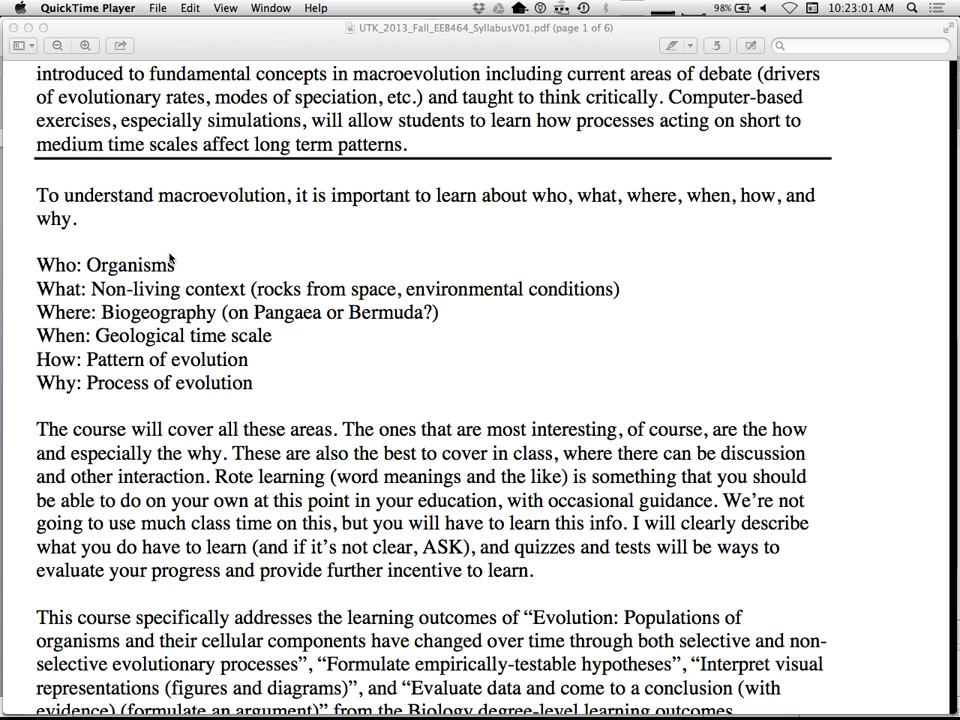 QuickTime Player File Edit View Window Help 98% 10:23:01 AM
UTK_2013_Fall_EEB464_SyllabusV01.pdf (page 1 of 6)
introduced to fundamental concepts in macroevolution including current areas of debate (drivers
of evolutionary rates, modes of speciation, etc.) and taught to think critically. Computer-based
exercises, especially simulations, will allow students to learn how processes acting on short to
medium time scales affect long term patterns.
To understand macroevolution, it is important to learn about who, what, where, when, how, and
why.
Who: Organisms
What: Non-living context (rocks from space, environmental conditions)
Where: Biogeography (on Pangaea or Bermuda?)
When: Geological time scale
How: Pattern of evolution
Why: Process of evolution
The course will cover all these areas. The ones that are most interesting, of course, are the how
and especially the why. These are also the best to cover in class, where there can be discussion
and other interaction. Rote learning (word meanings and the like) is something that you should
be able to do on your own at this point in your education, with occasional guidance. We're not
going to use much class time on this, but you will have to learn this info. I will clearly describe
what you do have to learn (and if it's not clear, ASK), and quizzes and tests will be ways to
evaluate your progress and provide further incentive to learn.
This course specifically addresses the learning outcomes of “Evolution: Populations of
organisms and their cellular components have changed over time through both selective and non-
selective evolutionary processes”, “Formulate empirically-testable hypotheses”, “Interpret visual
representations (figures and diagrams)”, and “Evaluate data and come to a conclusion (with
evidence) (formulate an argument)” from the Biology degree-level learning outcomes.